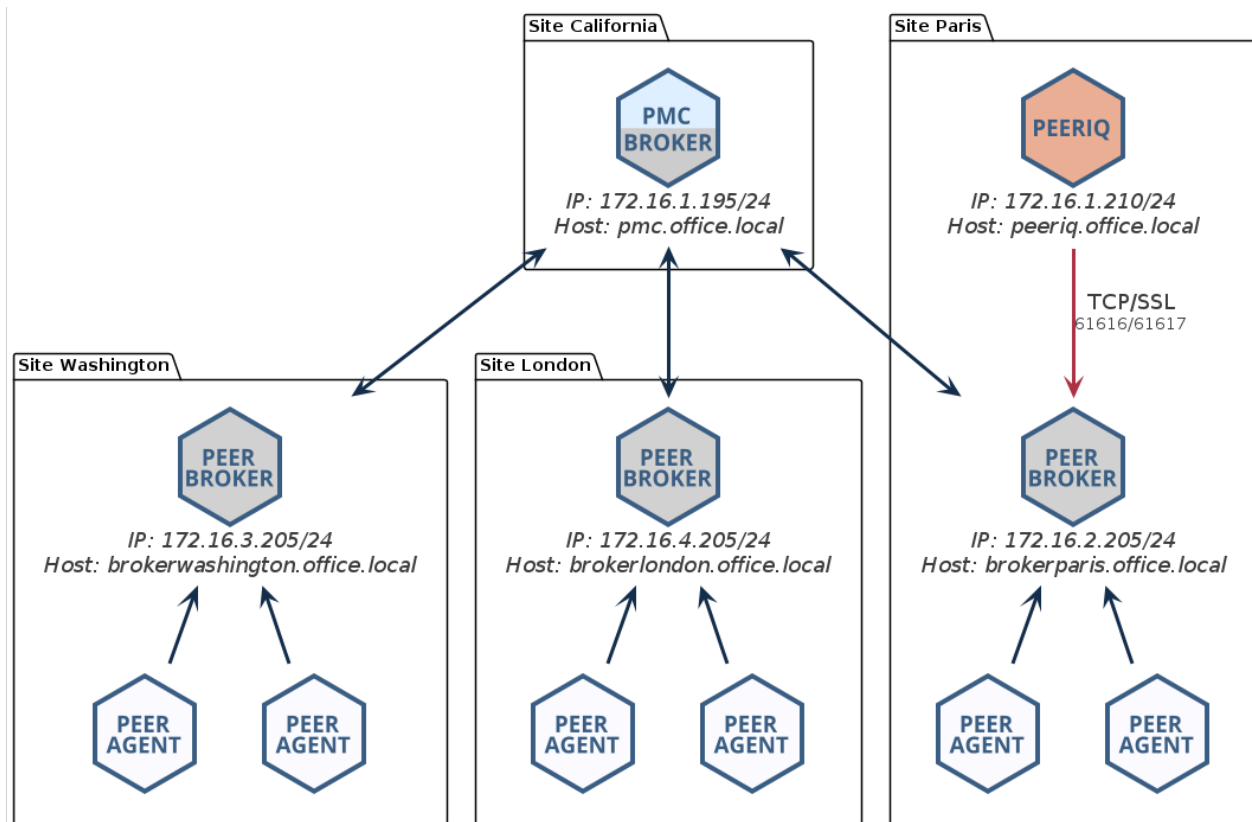 Site California
PMC
BROKER
IP: 172.16.1.195/24
Host: pmc.office.local
Site Paris
PEERIQ
IP: 172.16.1.210/24
Host: peeriq.office.local
TCP/SSL
61616/61617
Site Washington
PEER
BROKER
IP: 172.16.3.205/24
Host: brokerwashington.office.local
PEER
AGENT
PEER
AGENT
Site London
PEER
BROKER
IP: 172.16.4.205/24
Host: brokerlondon.office.local
PEER
AGENT
PEER
AGENT
PEER
BROKER
IP: 172.16.2.205/24
Host: brokerparis.office.local
PEER
AGENT
PEER
AGENT